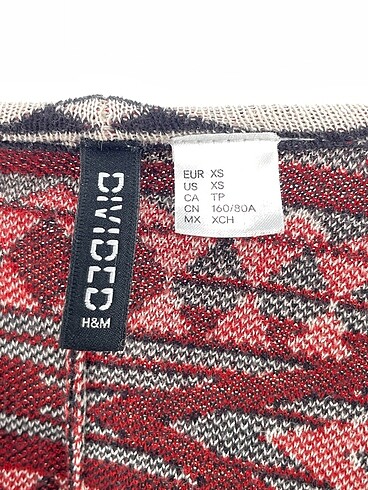 DIVIDED
H&M
EUR XS
US XS
CA TP
CN 160/80A
MX XCH